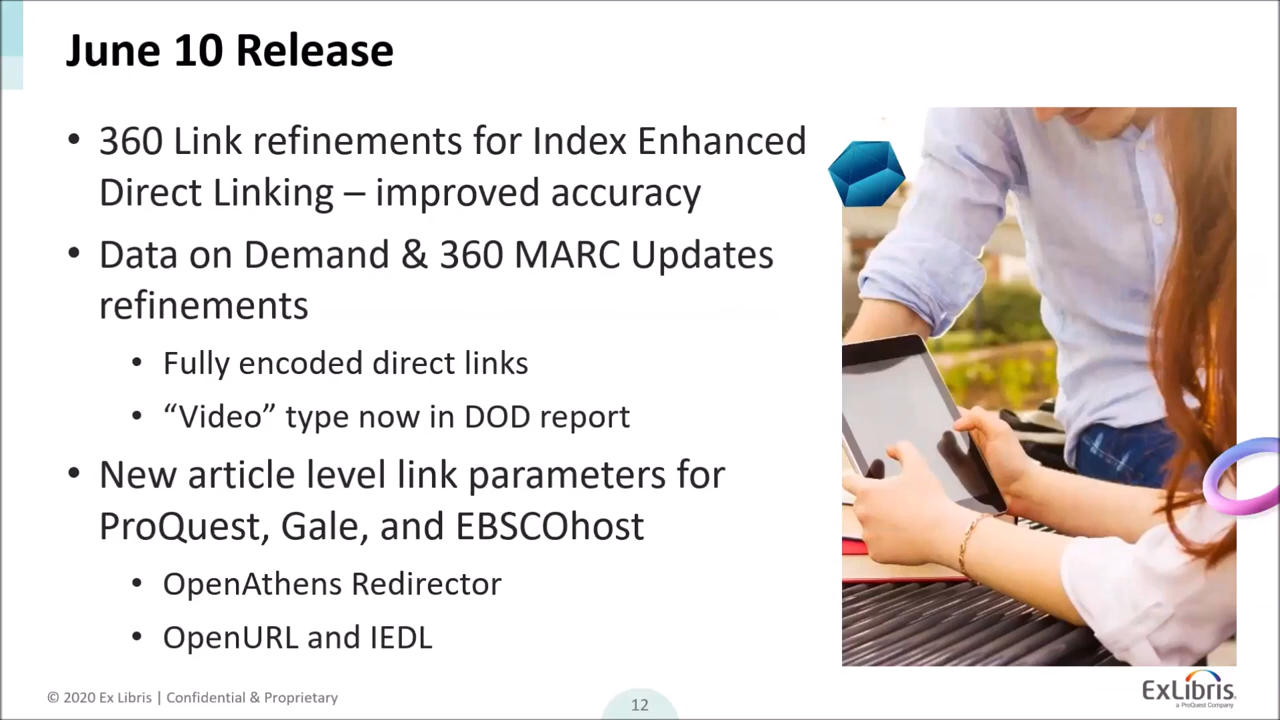 June 10 Release
• 360 Link refinements for Index Enhanced
Direct Linking – improved accuracy
• Data on Demand & 360 MARC Updates
refinements
• Fully encoded direct links
• “Video” type now in DOD report
• New article level link parameters for
ProQuest, Gale, and EBSCOhost
• OpenAthens Redirector
• OpenURL and IEDL
© 2020 Ex Libris | Confidential & Proprietary
12
ExLibris
a ProQuest Company